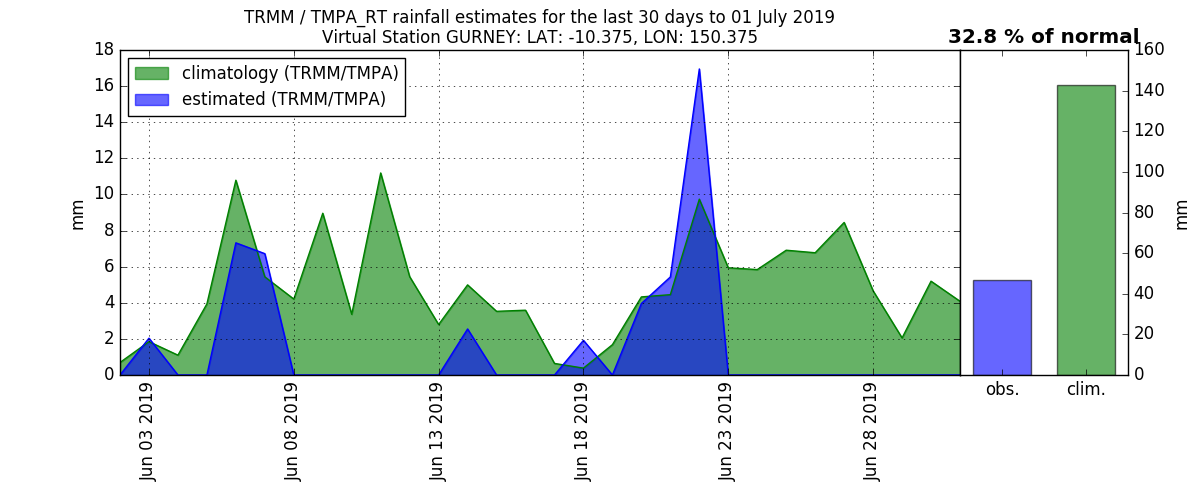 TRMM / TMPA_RT rainfall estimates for the last 30 days to 01 July 2019
Virtual Station GURNEY: LAT: -10.375, LON: 150.375
32.8 % of normal
climatology (TRMM/TMPA)
estimated (TRMM/TMPA)
18
16
14
12
10
8
6
4
2
0
mm
Jun 03 2019
Jun 08 2019
Jun 13 2019
Jun 18 2019
Jun 23 2019
Jun 28 2019
obs.
clim.
160
140
120
100
80
60
40
20
0
mm